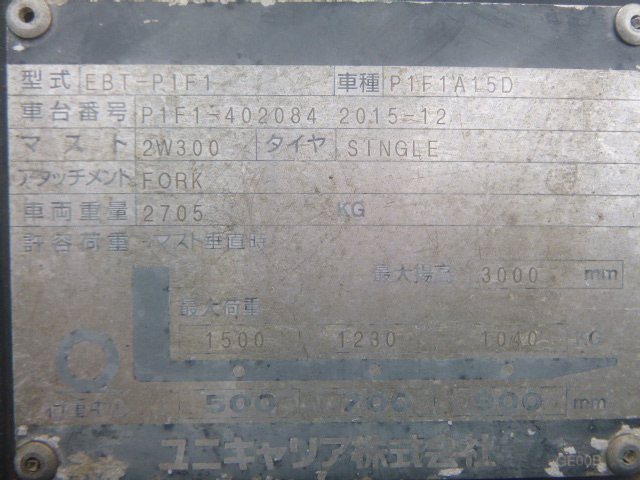 型式 EBT-P1F1 車種 P1F1A15D
車台番号 P1F1-402084 2015-12
マスト 2W300 タイヤ SINGLE
アタッチメント FORK
車両重量 2705 KG
許容荷重 マスト垂直時
最大揚高 3000 mm
最大荷重
1500 1230 1040 KG
500 700 900 mm
ユニキャリア株式会社